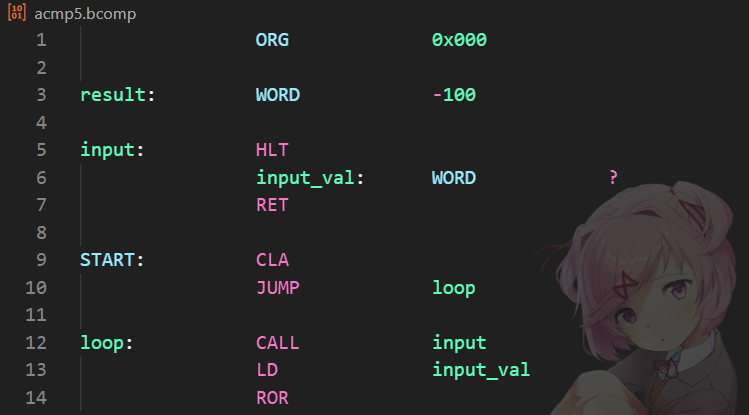 acmp5.bcomp
1 ORG 0x000
2
3 result: WORD -100
4
5 input: HLT
6 input_val: WORD ?
7 RET
8
9 START: CLA
10 JUMP loop
11
12 loop: CALL input
13 LD input_val
14 ROR